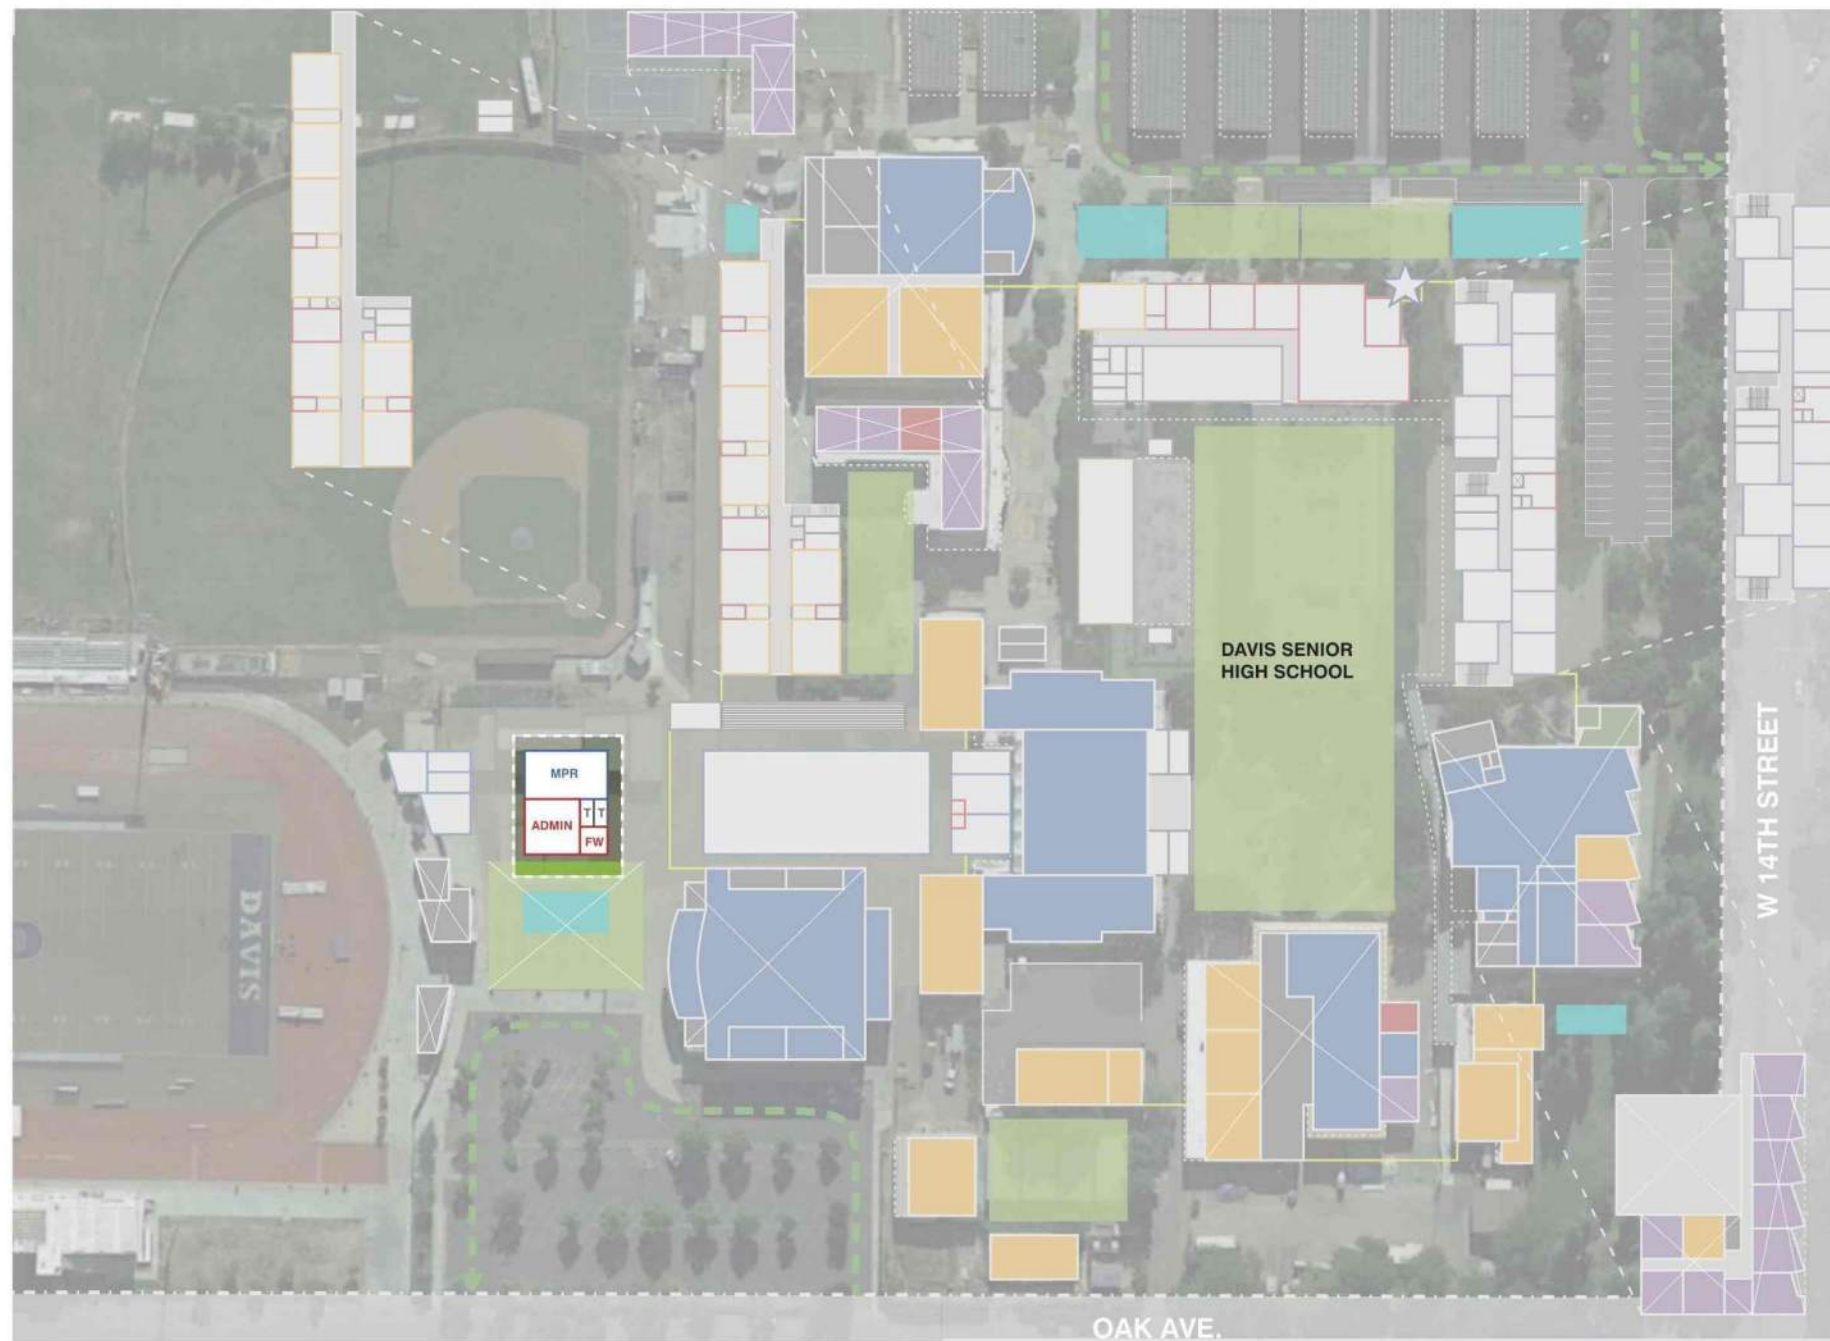 DAVIS SENIOR
HIGH SCHOOL
MPR
ADMIN
T T
FW
DAVIS
W 14TH STREET
OAK AVE.